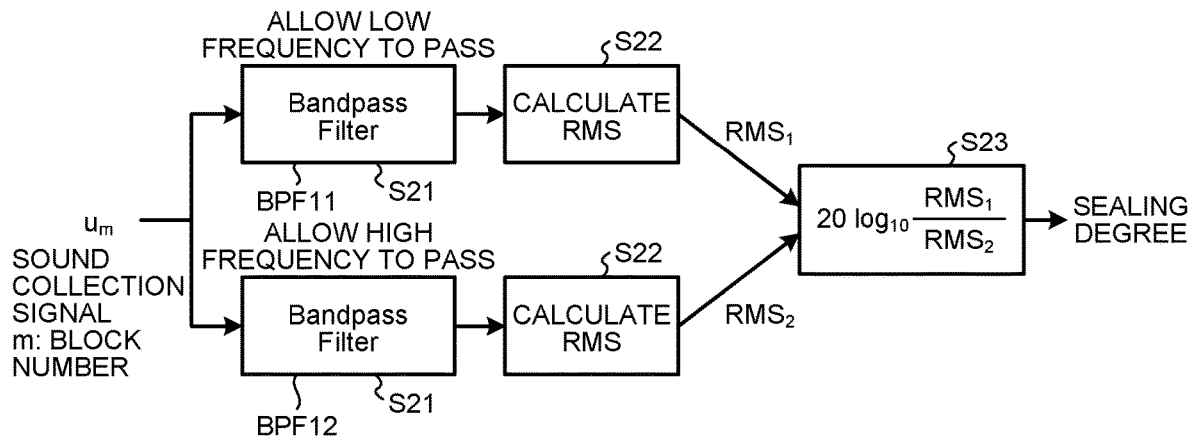 ALLOW LOW
FREQUENCY TO PASS
S22
Bandpass
Filter
CALCULATE
RMS
RMS₁
BPF11
S21
S23
uₘ
SOUND
COLLECTION
SIGNAL
m: BLOCK
NUMBER
20 log₁₀ RMS₁ / RMS₂
SEALING
DEGREE
ALLOW HIGH
FREQUENCY TO PASS
S22
Bandpass
Filter
CALCULATE
RMS
RMS₂
BPF12
S21